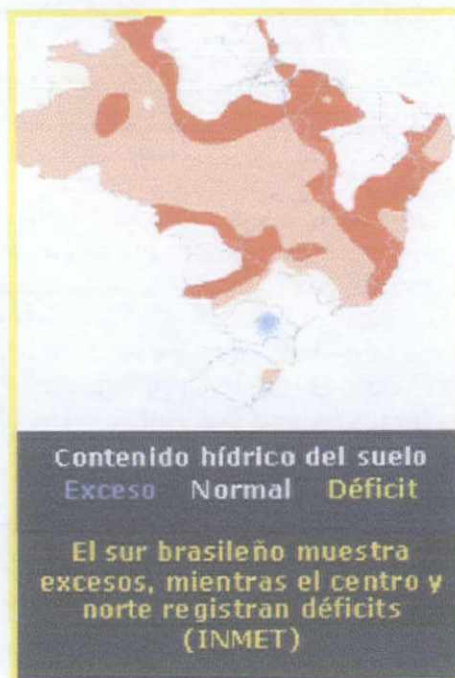 Contenido hídrico del suelo
Exceso Normal Déficit
El sur brasileño muestra
excesos, mientras el centro y
norte registran déficits
(INMET)